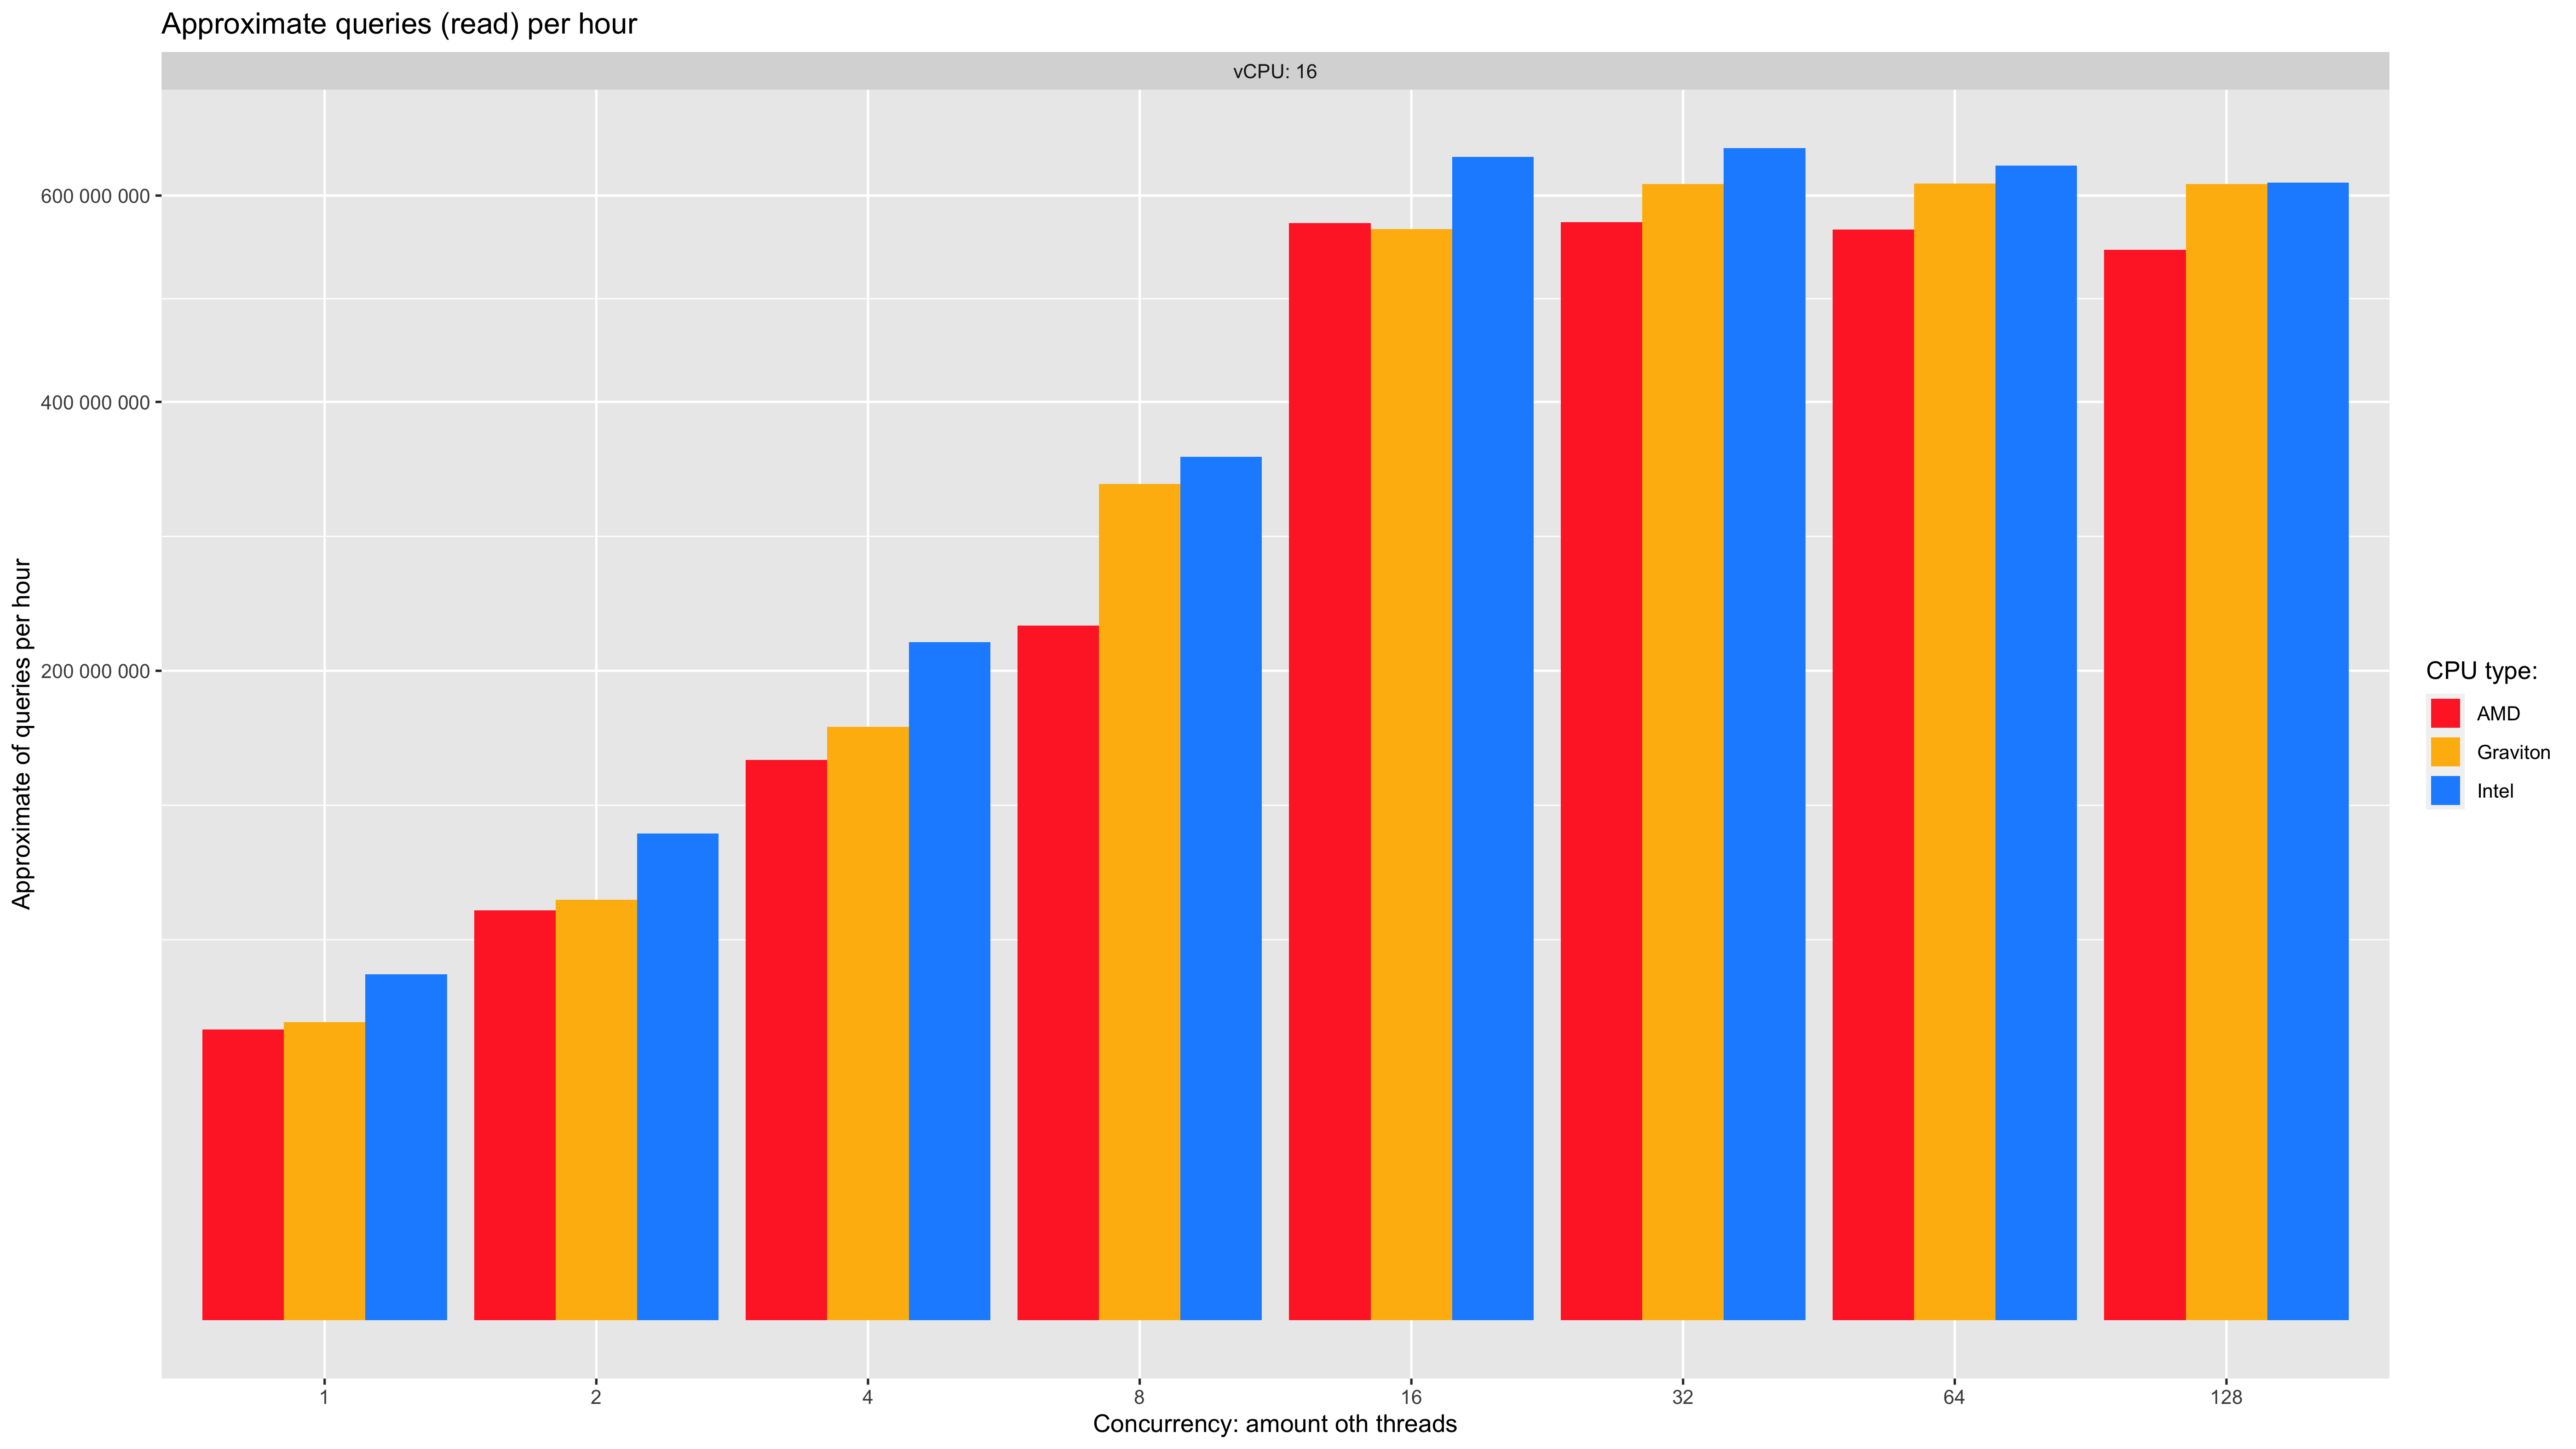 Approximate queries (read) per hour
vCPU: 16
600 000 000
400 000 000
200 000 000
Approximate of queries per hour
1 2 4 8 16 32 64 128
Concurrency: amount oth threads
CPU type:
AMD
Graviton
Intel